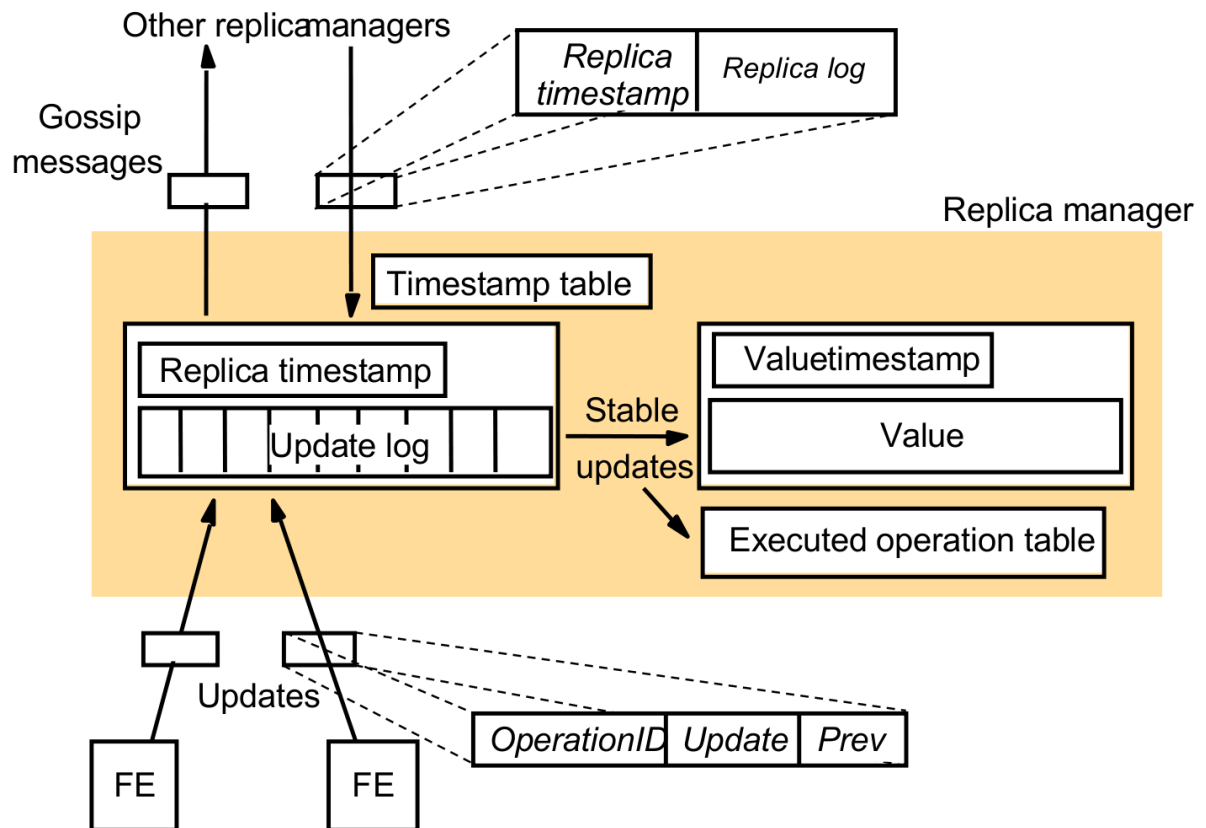 Other replicamanagers
Replica
timestamp
Replica log
Gossip
messages
Replica manager
Timestamp table
Replica timestamp
Update log
Stable
updates
Valuetimestamp
Value
Executed operation table
Updates
OperationID
Update
Prev
FE
FE